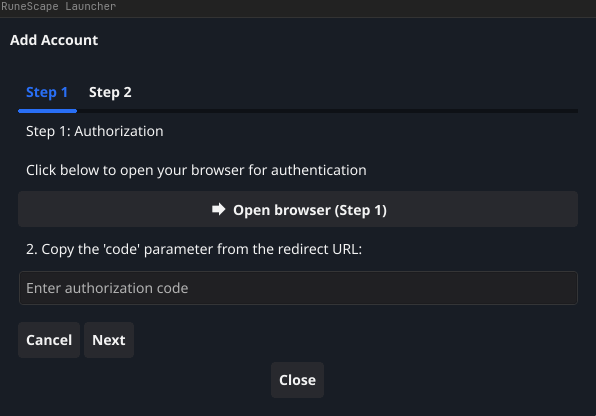 RuneScape Launcher
Add Account
Step 1 Step 2
Step 1: Authorization
Click below to open your browser for authentication
Open browser (Step 1)
2. Copy the 'code' parameter from the redirect URL:
Enter authorization code
Cancel Next
Close